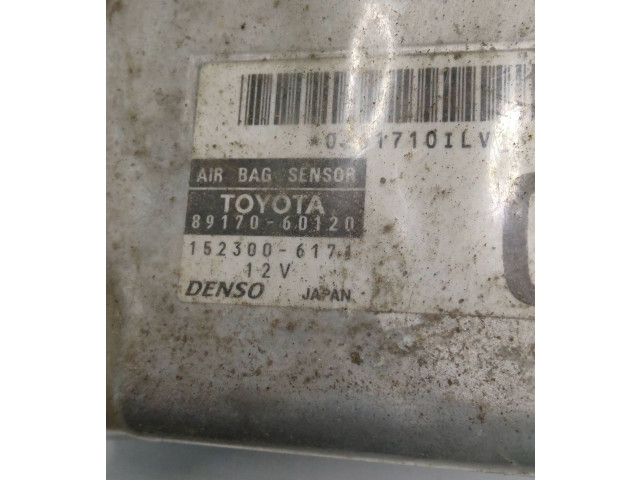 AIR BAG SENSOR
TOYOTA
89170-60120
152300-6171
12V
DENSO JAPAN